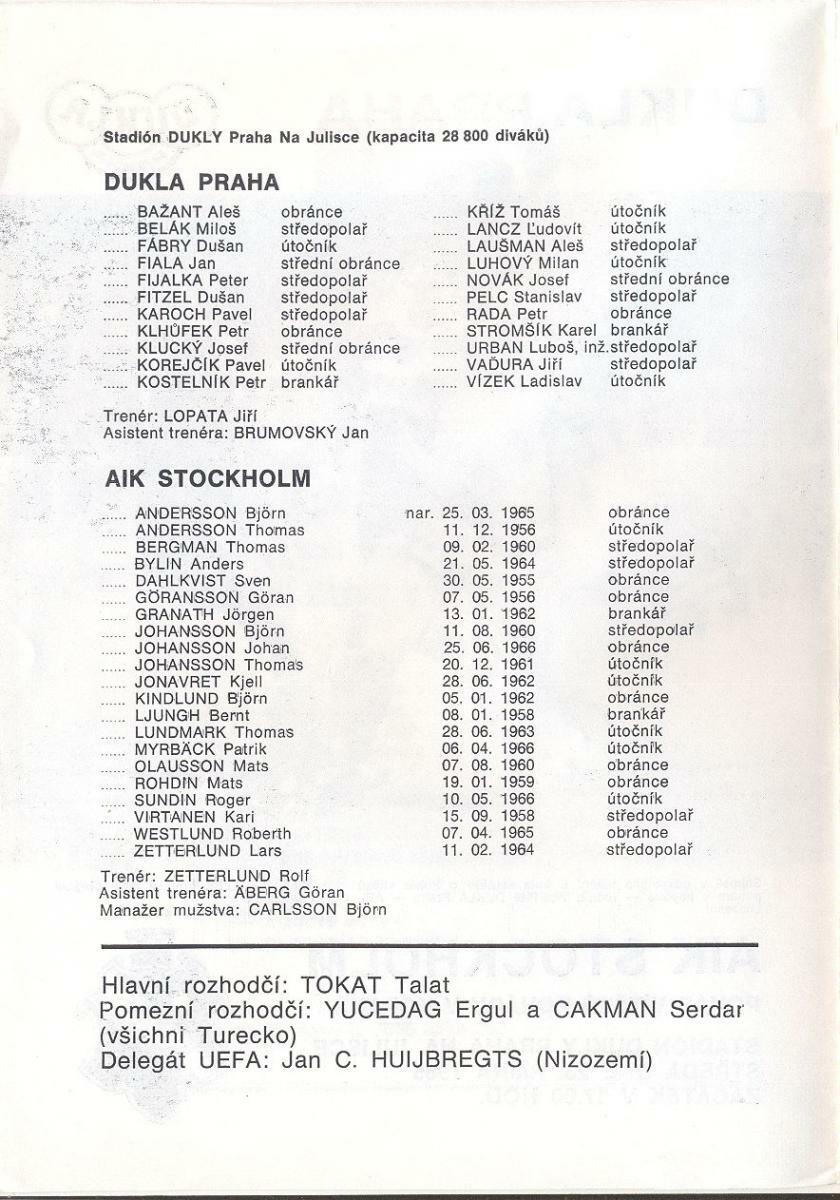 Stadión DUKLY Praha Na Julisce (kapacita 28 800 diváků)
DUKLA PRAHA
...... BAŽANT Aleš obránce
...... BELÁK Miloš středopolař
...... FÁBRY Dušan útočník
...... FIALA Jan střední obránce
...... FIJALKA Peter středopolař
...... FITZEL Dušan středopolař
...... KAROCH Pavel středopolař
...... KLHŮFEK Petr obránce
...... KLUCKÝ Josef střední obránce
...... KOREJČÍK Pavel útočník
...... KOSTELNÍK Petr brankář
...... KŘÍŽ Tomáš útočník
...... LANCZ Ľudovít útočník
...... LAUŠMAN Aleš středopolař
...... LUHOVÝ Milan útočník
...... NOVÁK Josef střední obránce
...... PELC Stanislav středopolař
...... RADA Petr obránce
...... STROMŠÍK Karel brankář
...... URBAN Luboš, inž. středopolař
...... VAĎURA Jiří středopolař
...... VÍZEK Ladislav útočník
Trenér: LOPATA Jiří
Asistent trenéra: BRUMOVSKÝ Jan
AIK STOCKHOLM
...... ANDERSSON Björn nar. 25. 03. 1965 obránce
...... ANDERSSON Thomas 11. 12. 1956 útočník
...... BERGMAN Thomas 09. 02. 1960 středopolař
...... BYLIN Anders 21. 05. 1964 středopolař
...... DAHLKVIST Sven 30. 05. 1955 obránce
...... GÖRANSSON Göran 07. 05. 1956 obránce
...... GRANATH Jörgen 13. 01. 1962 brankář
...... JOHANSSON Björn 11. 08. 1960 středopolař
...... JOHANSSON Johan 25. 06. 1966 obránce
...... JOHANSSON Thomas 20. 12. 1961 útočník
...... JONAVRET Kjell 28. 06. 1962 útočník
...... KINDLUND Björn 05. 01. 1962 obránce
...... LJUNGH Bernt 08. 01. 1958 brankář
...... LUNDMARK Thomas 28. 06. 1963 útočník
...... MYRBÄCK Patrik 06. 04. 1966 útočník
...... OLAUSSON Mats 07. 08. 1960 obránce
...... ROHDIN Mats 19. 01. 1959 obránce
...... SUNDIN Roger 10. 05. 1966 útočník
...... VIRTANEN Kari 15. 09. 1958 středopolař
...... WESTLUND Roberth 07. 04. 1965 obránce
...... ZETTERLUND Lars 11. 02. 1964 středopolař
Trenér: ZETTERLUND Rolf
Asistent trenéra: ÅBERG Göran
Manažer mužstva: CARLSSON Björn
Hlavní rozhodčí: TOKAT Talat
Pomezní rozhodčí: YUCEDAG Ergul a CAKMAN Serdar
(všichni Turecko)
Delegát UEFA: Jan C. HUIJBREGTS (Nizozemí)